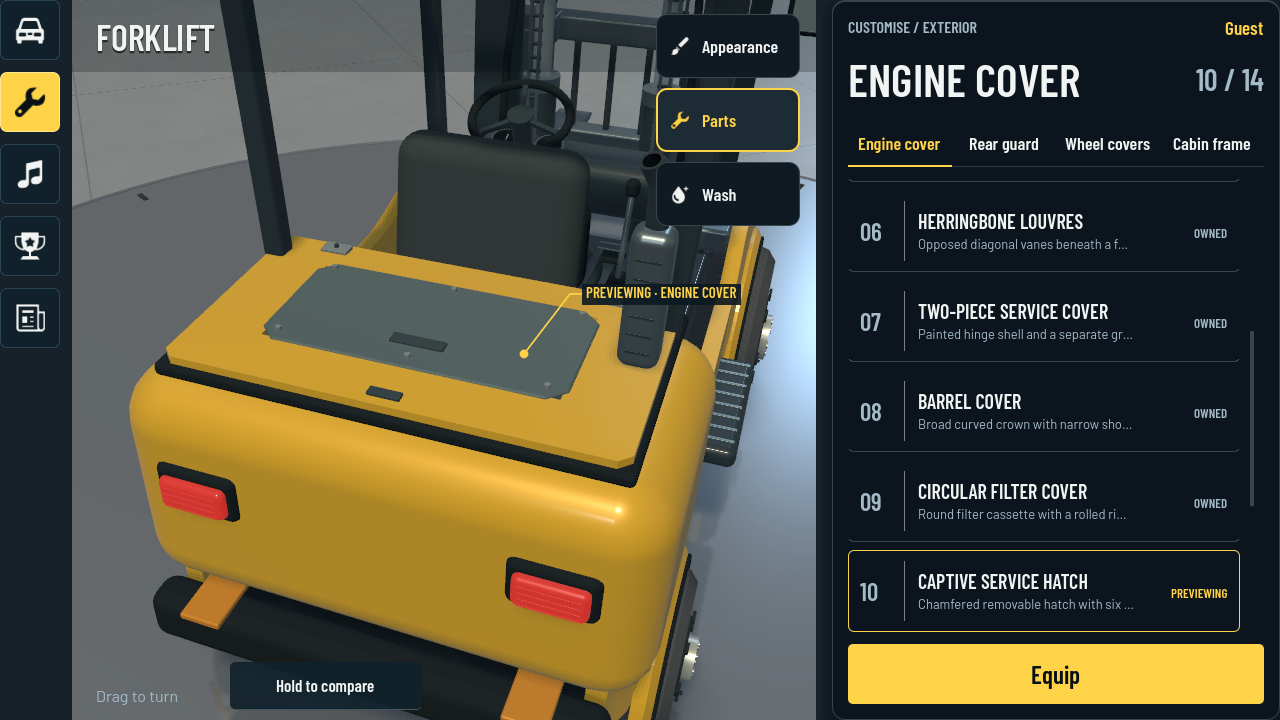 FORKLIFT
Appearance
Parts
Wash
PREVIEWING · ENGINE COVER
Drag to turn
Hold to compare
CUSTOMISE / EXTERIOR
Guest
ENGINE COVER
10 / 14
Engine cover
Rear guard
Wheel covers
Cabin frame
06
HERRINGBONE LOUVRES
Opposed diagonal vanes beneath a f…
OWNED
07
TWO-PIECE SERVICE COVER
Painted hinge shell and a separate gr…
OWNED
08
BARREL COVER
Broad curved crown with narrow sho…
OWNED
09
CIRCULAR FILTER COVER
Round filter cassette with a rolled ri…
OWNED
10
CAPTIVE SERVICE HATCH
Chamfered removable hatch with six …
PREVIEWING
Equip